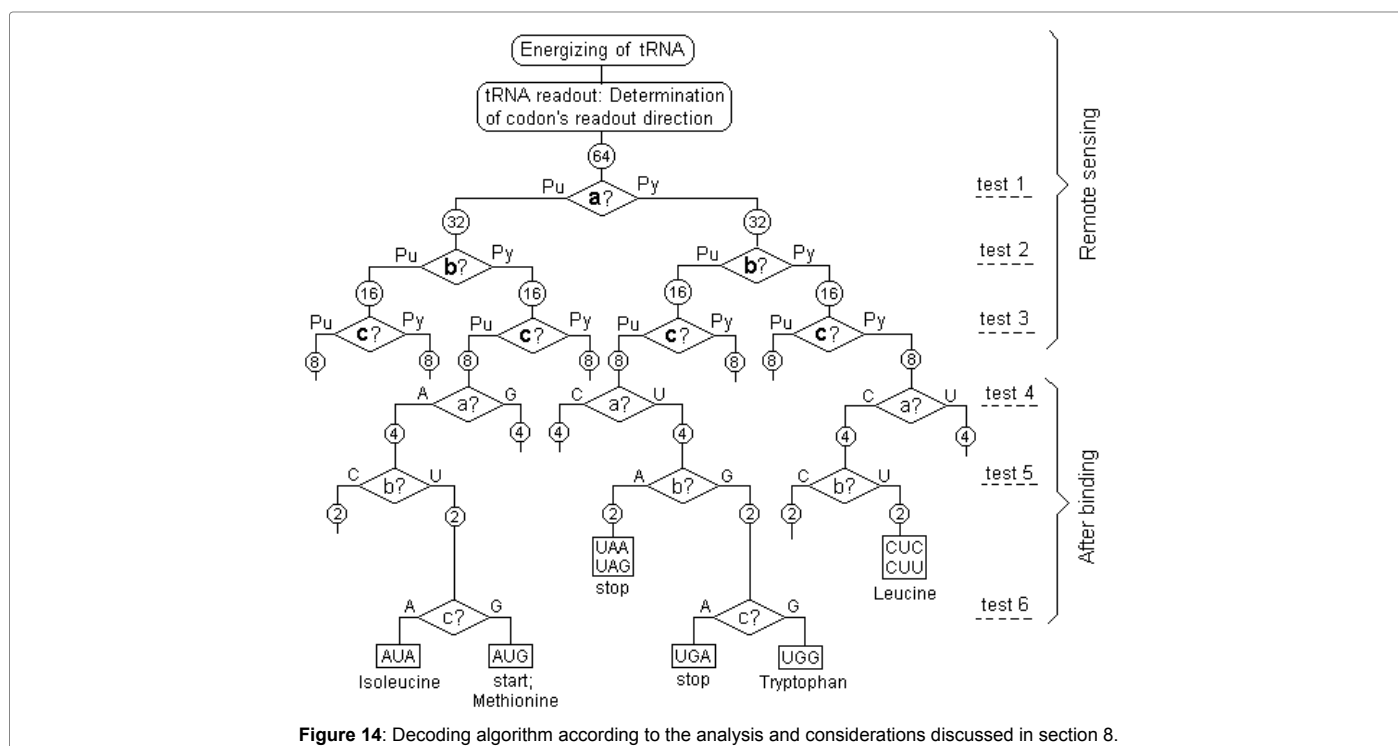 Energizing of tRNA
tRNA readout: Determination
of codon's readout direction
64
Pu a? Py test 1
32 32
Pu b? Py Pu b? Py test 2
16 16 16 16
Pu c? Py Pu c? Py Pu c? Py Pu c? Py test 3
8 8 8 8 8 8 8 8
Remote sensing
A a? G C a? U C a? U test 4
4 4 4 4 4 4
C b? U A b? G C b? U test 5
2 2 2 2 2 2
UAA
UAG
stop
CUC
CUU
Leucine
A c? G A c? G test 6
After binding
AUA AUG UGA UGG
Isoleucine start; stop Tryptophan
Methionine
Figure 14: Decoding algorithm according to the analysis and considerations discussed in section 8.